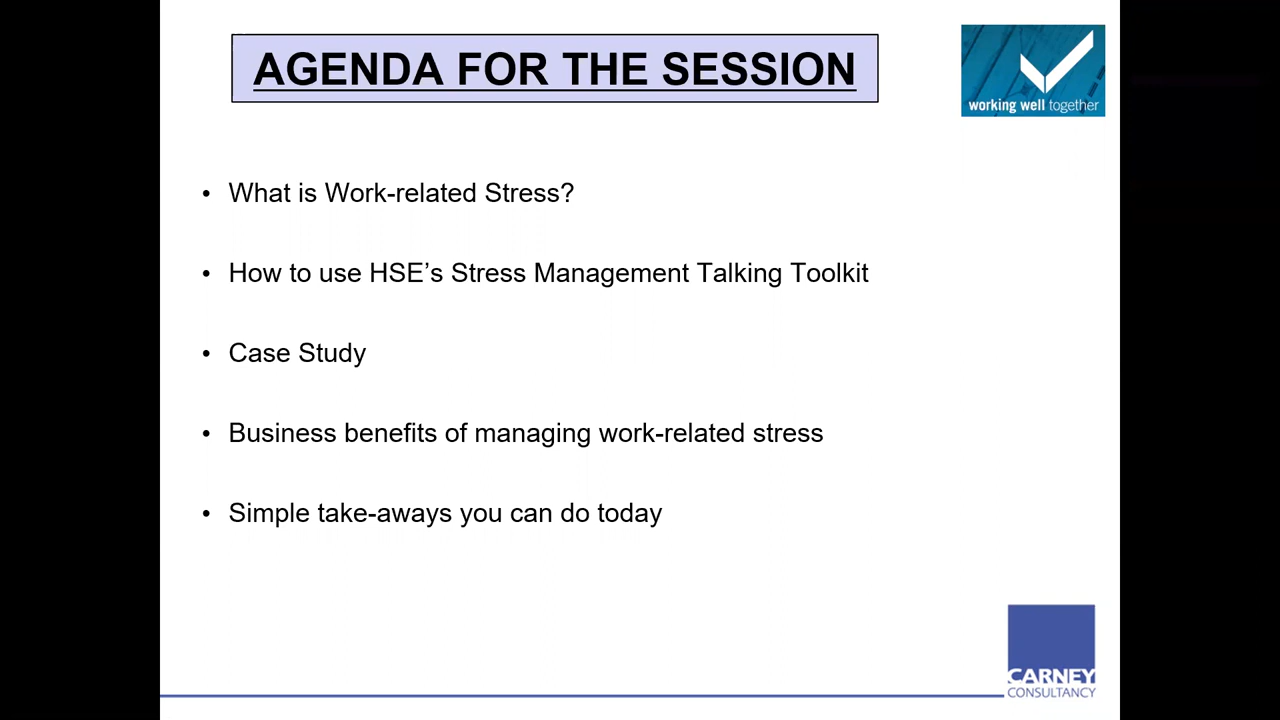 AGENDA FOR THE SESSION
working well together
• What is Work-related Stress?
• How to use HSE’s Stress Management Talking Toolkit
• Case Study
• Business benefits of managing work-related stress
• Simple take-aways you can do today
CARNEY
CONSULTANCY